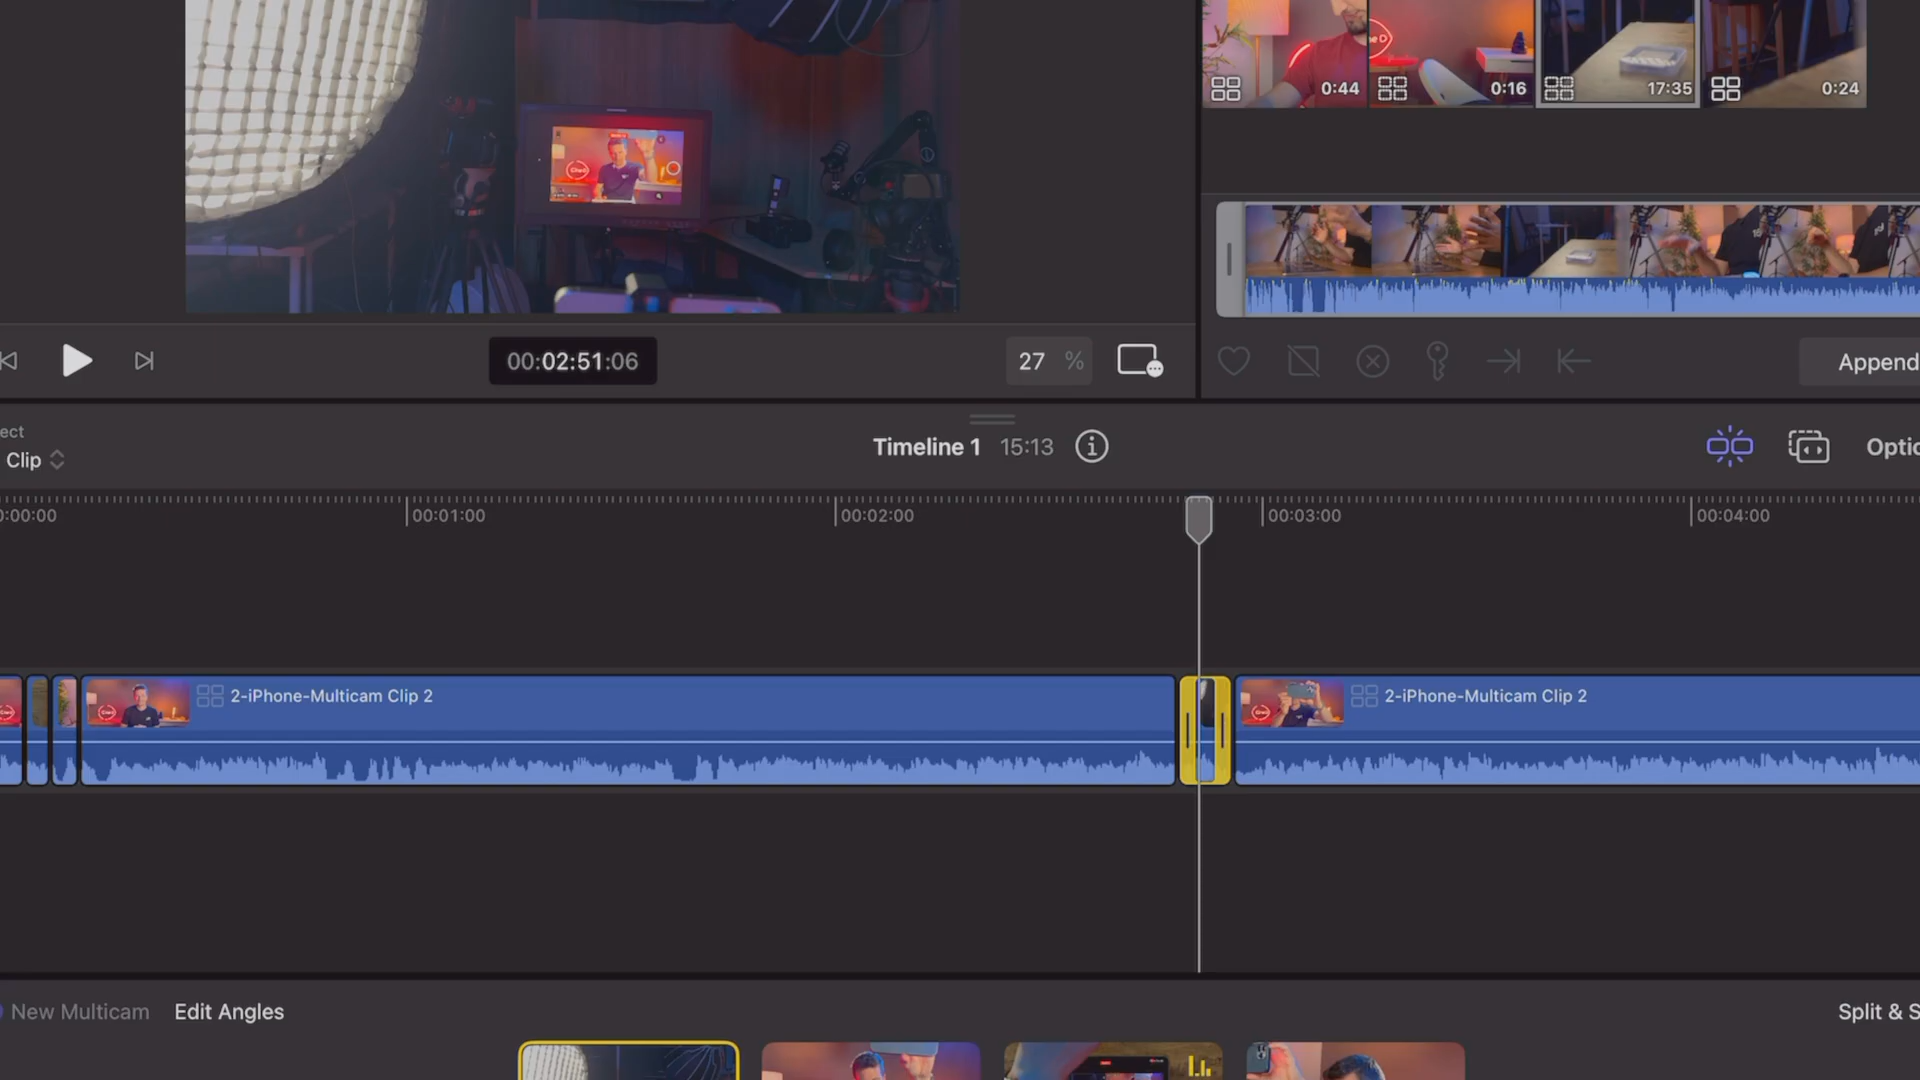 0:44
0:16
17:35
0:24
00:02:51:06
27 %
Append
ect
Clip
Timeline 1 15:13
Optio
0:00:00
00:01:00
00:02:00
00:03:00
00:04:00
2-iPhone-Multicam Clip 2
2-iPhone-Multicam Clip 2
New Multicam Edit Angles
Split & S